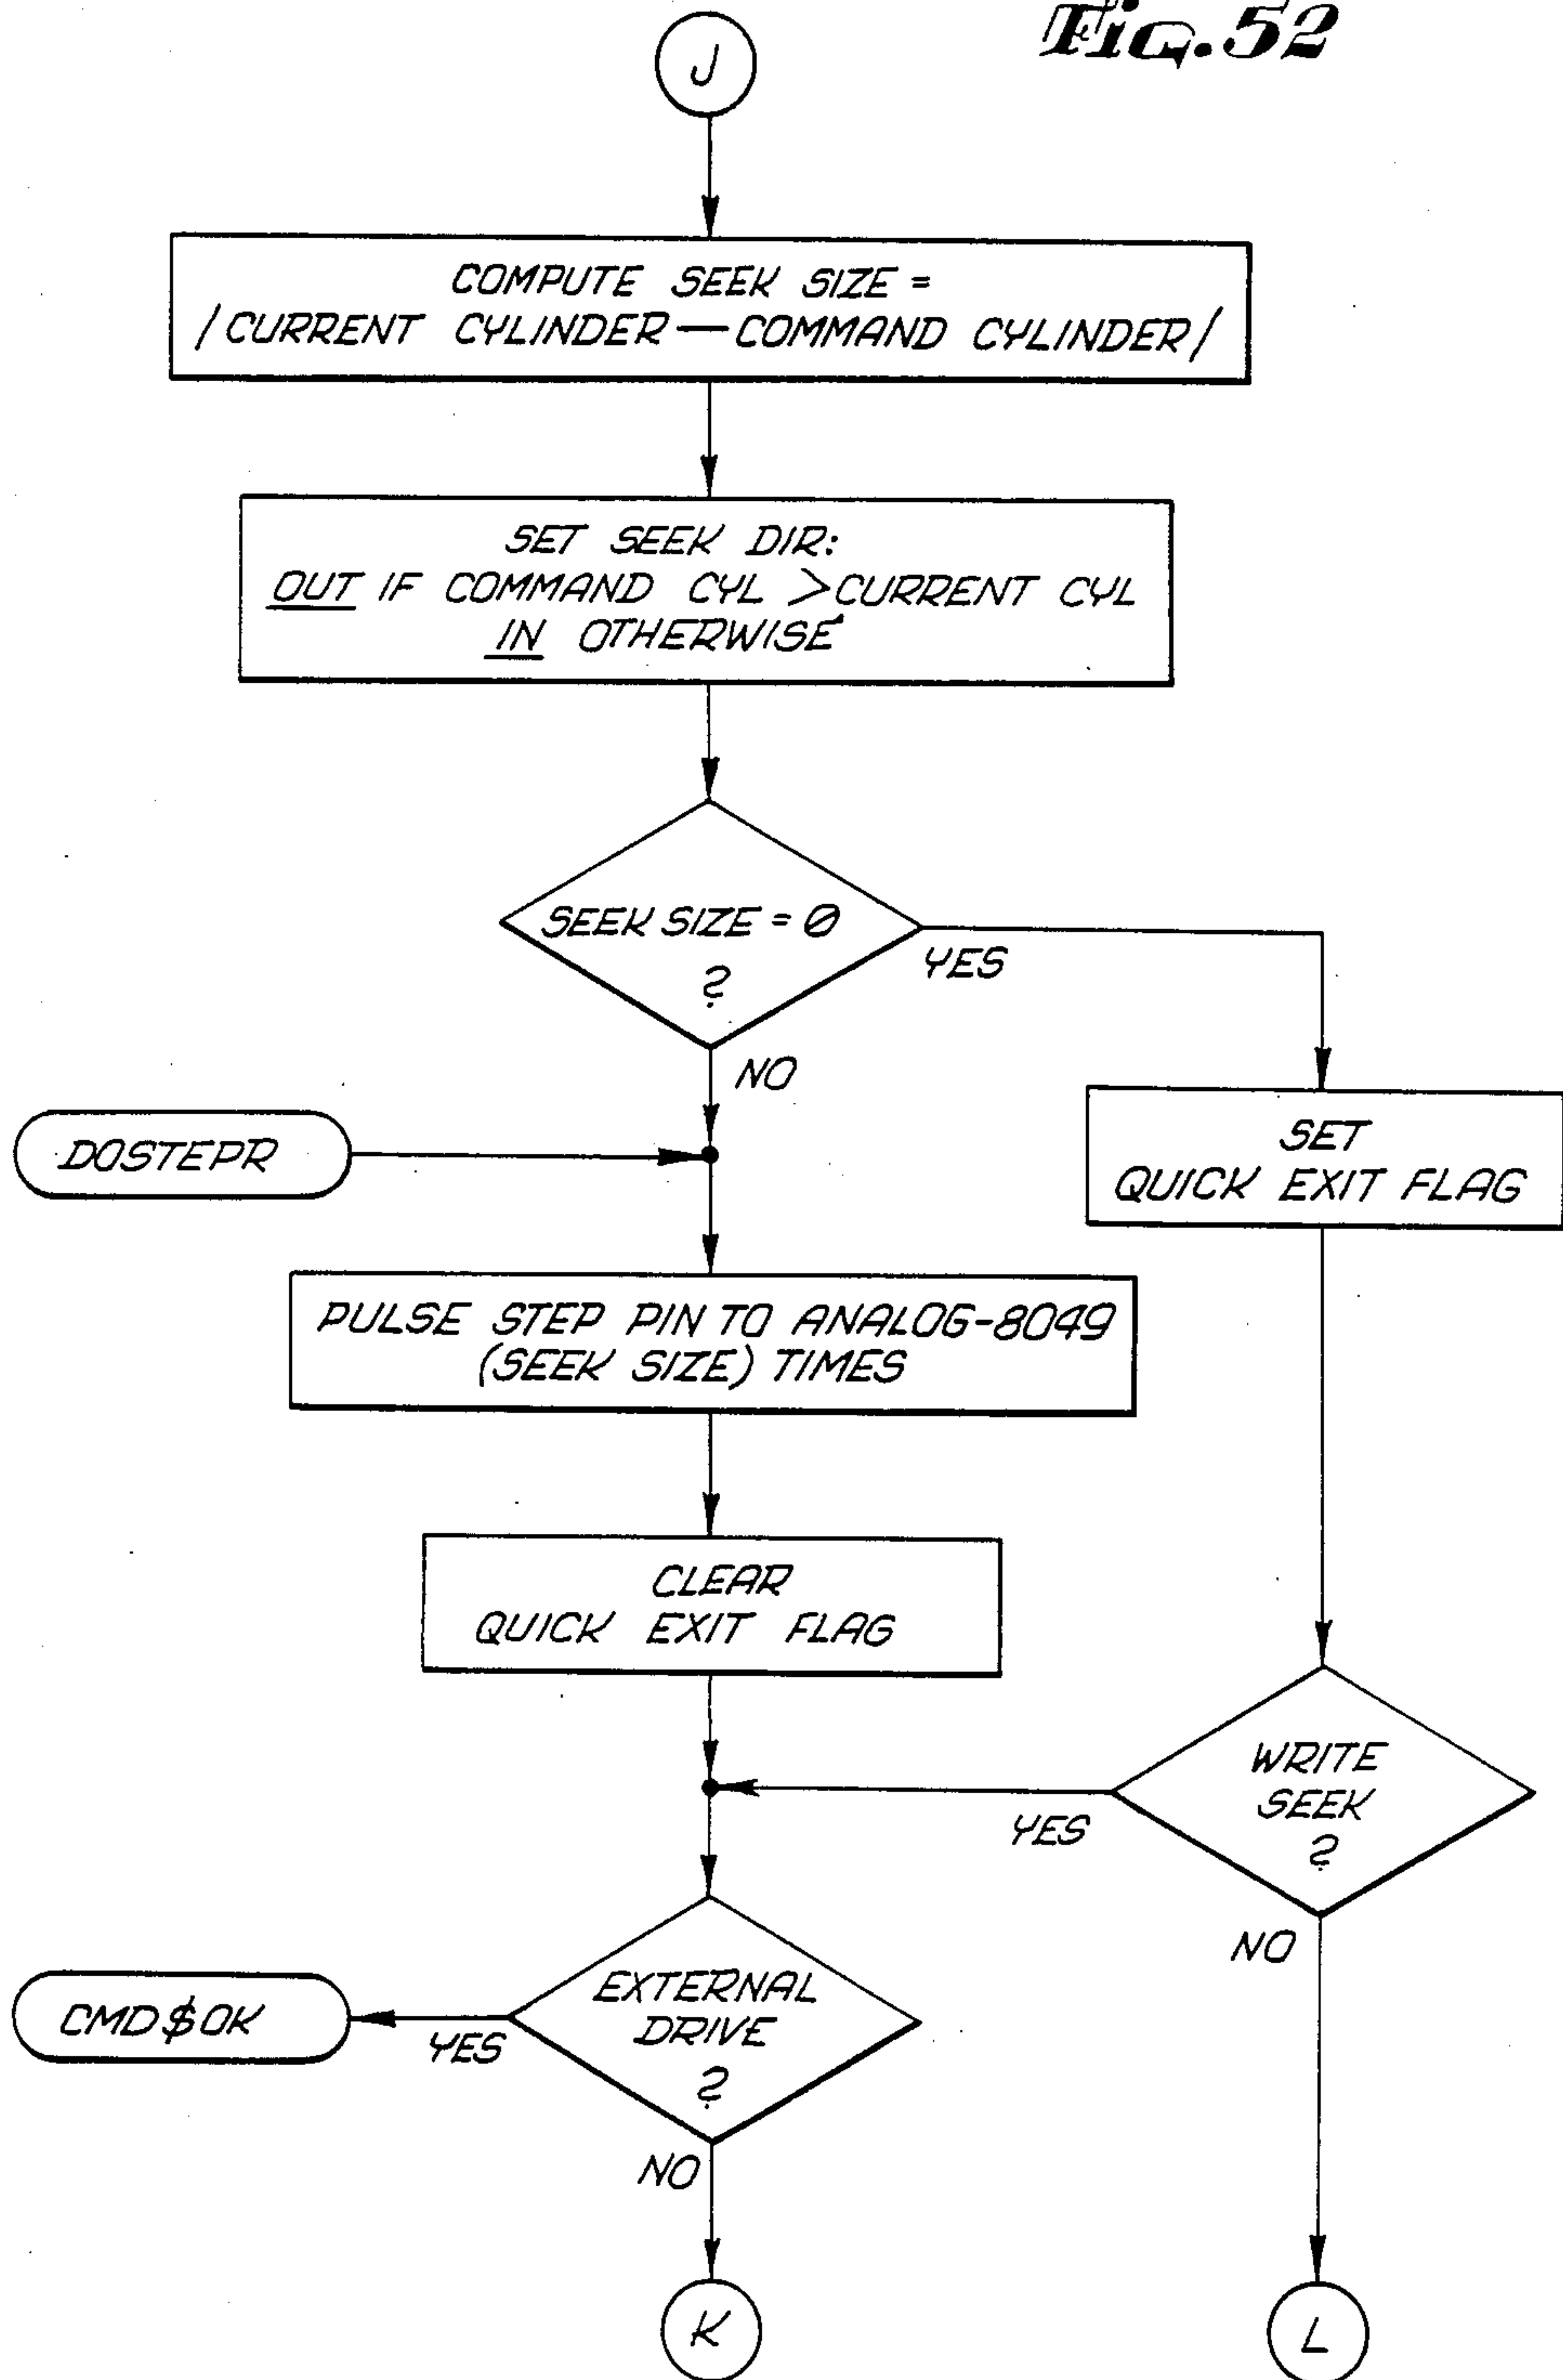 Fig. 52
J
COMPUTE SEEK SIZE =
/CURRENT CYLINDER — COMMAND CYLINDER/
SET SEEK DIR:
OUT IF COMMAND CYL > CURRENT CYL
IN OTHERWISE
SEEK SIZE = 0
?
YES
NO
DOSTEPR
SET
QUICK EXIT FLAG
PULSE STEP PIN TO ANALOG-8049
(SEEK SIZE) TIMES
CLEAR
QUICK EXIT FLAG
WRITE
SEEK
?
YES
NO
EXTERNAL
DRIVE
?
CMD$OK
YES
NO
K
L